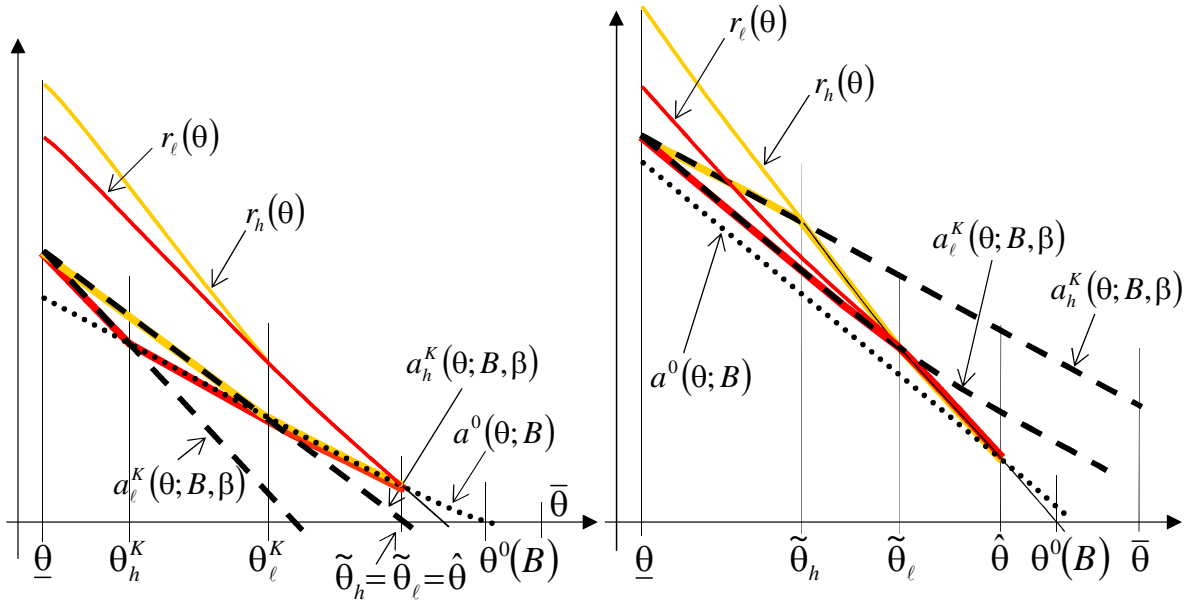 r_ℓ(θ)
r_h(θ)
a_h^K(θ; B, β)
a^0(θ; B)
a_ℓ^K(θ; B, β)
θ̅
θ̲
θ_h^K
θ_ℓ^K
θ̃_h = θ̃_ℓ = θ̂
θ^0(B)
r_ℓ(θ)
r_h(θ)
a_ℓ^K(θ; B, β)
a_h^K(θ; B, β)
a^0(θ; B)
θ̲
θ̃_h
θ̃_ℓ
θ̂
θ^0(B)
θ̅